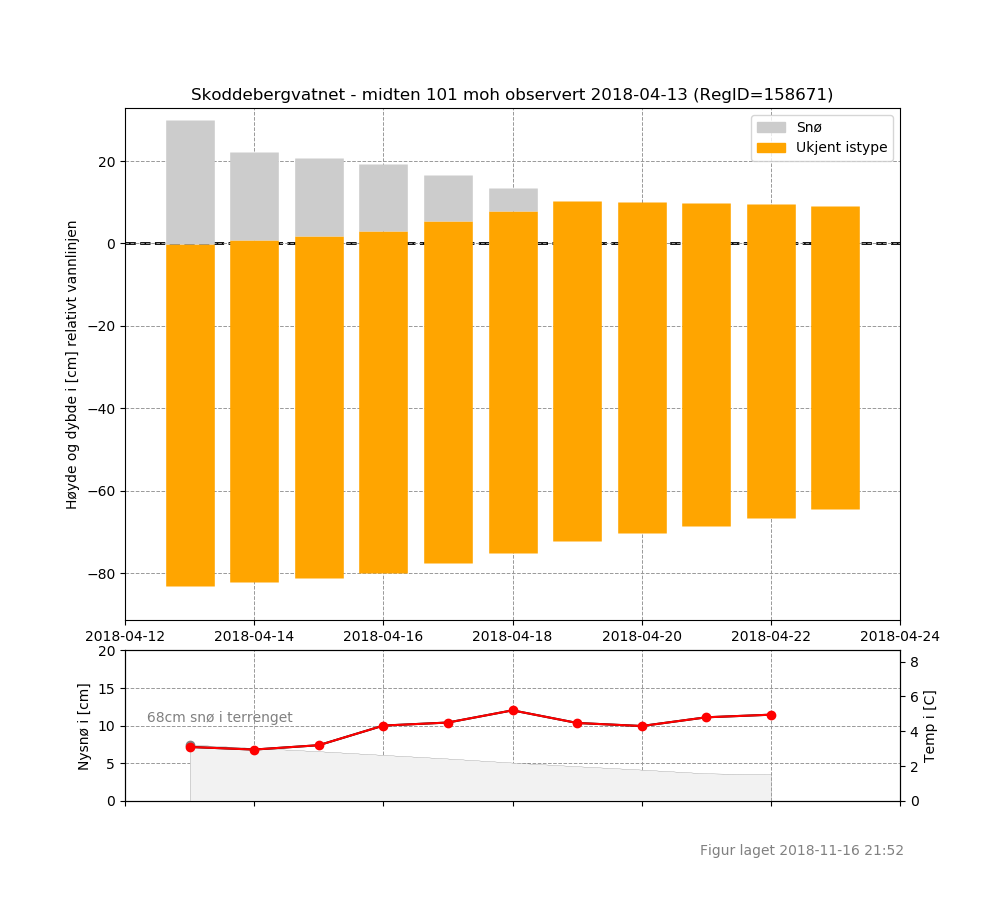 Skoddebergvatnet - midten 101 moh observert 2018-04-13 (RegID=158671)
Snø
Ukjent istype
Høyde og dybde i [cm] relativt vannlinjen
20
0
−20
−40
−60
−80
2018-04-12 2018-04-14 2018-04-16 2018-04-18 2018-04-20 2018-04-22 2018-04-24
Nysnø i [cm]
20
15
10
5
0
68cm snø i terrenget
8
6
4
2
0
Temp i [C]
Figur laget 2018-11-16 21:52